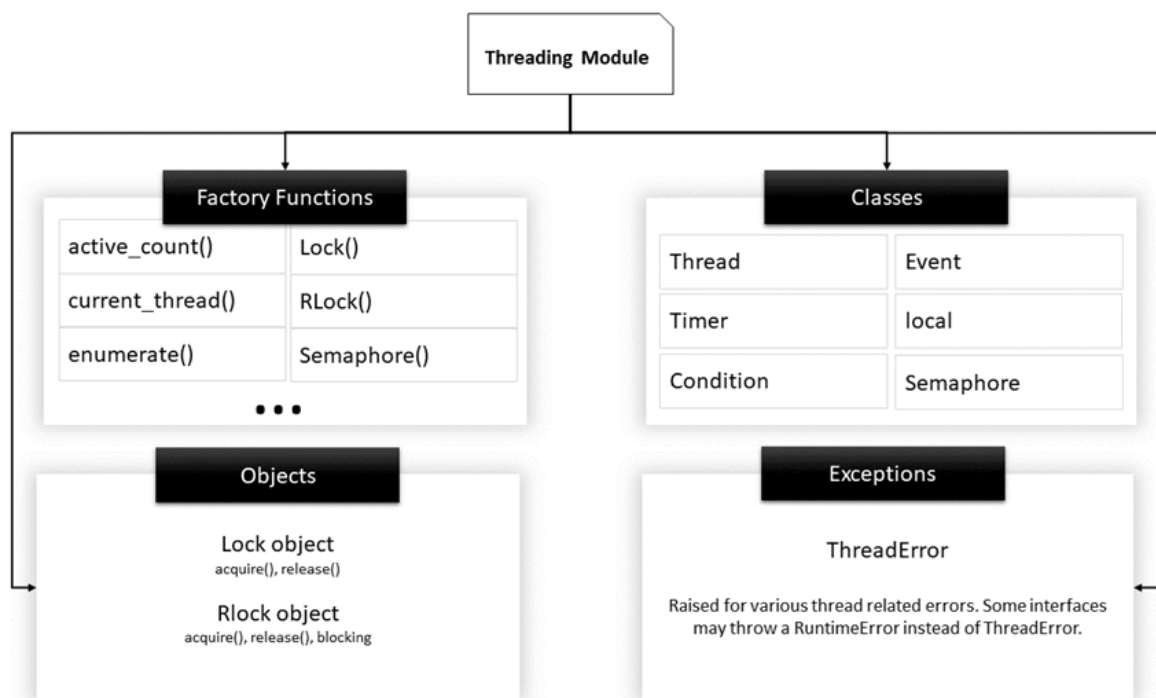 Threading Module
Factory Functions
active_count()
Lock()
current_thread()
RLock()
enumerate()
Semaphore()
...
Classes
Thread
Event
Timer
local
Condition
Semaphore
Objects
Lock object
acquire(), release()
Rlock object
acquire(), release(), blocking
Exceptions
ThreadError
Raised for various thread related errors. Some interfaces
may throw a RuntimeError instead of ThreadError.